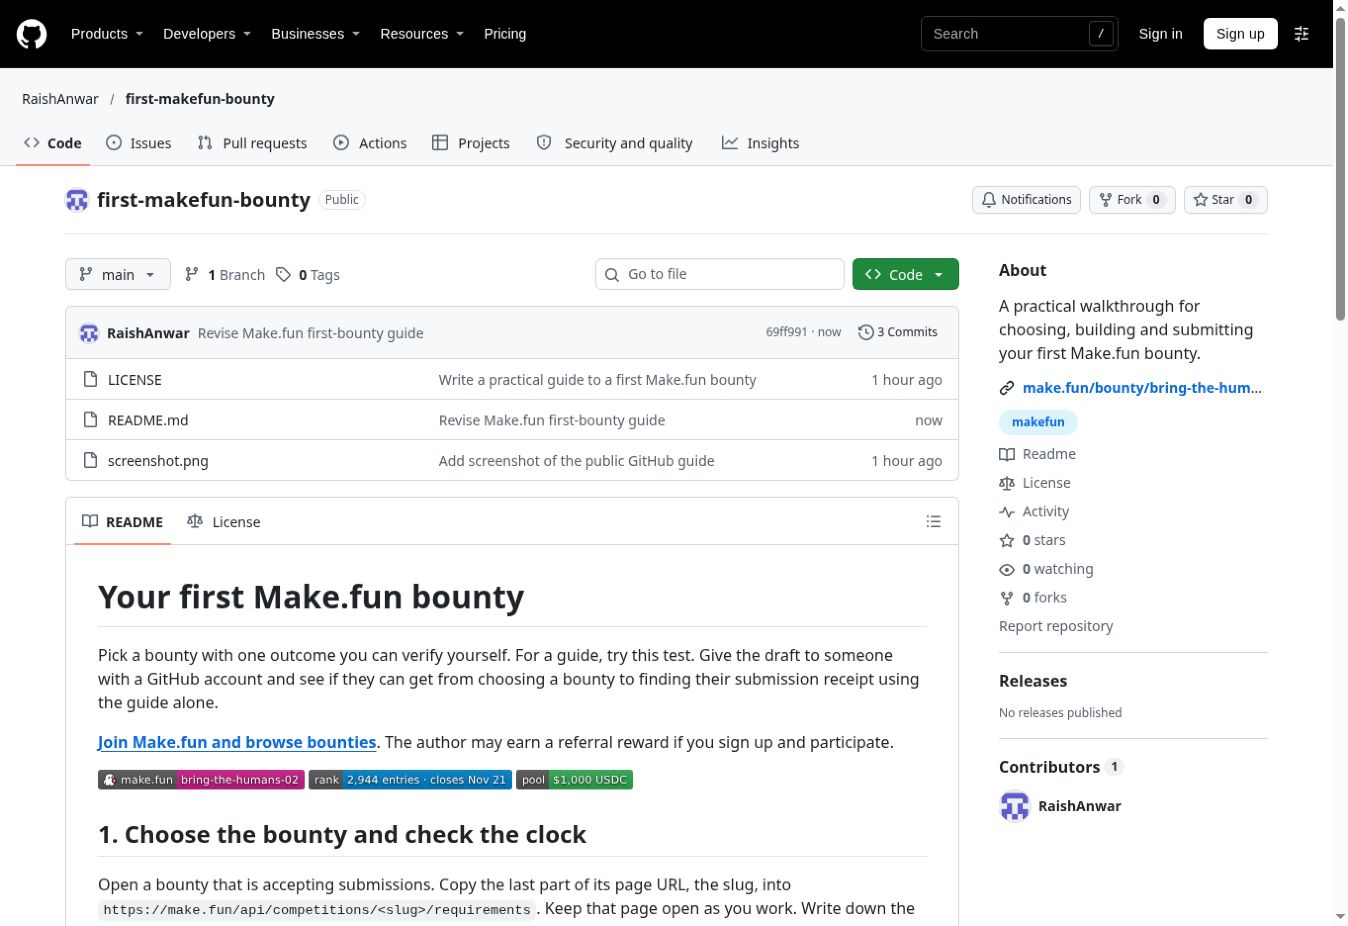 Products Developers Businesses Resources Pricing Search / Sign in Sign up
RaishAnwar / first-makefun-bounty
Code Issues Pull requests Actions Projects Security and quality Insights
first-makefun-bounty Public Notifications Fork 0 Star 0
main 1 Branch 0 Tags Go to file Code
RaishAnwar Revise Make.fun first-bounty guide 69ff991 · now 3 Commits
LICENSE Write a practical guide to a first Make.fun bounty 1 hour ago
README.md Revise Make.fun first-bounty guide now
screenshot.png Add screenshot of the public GitHub guide 1 hour ago
README License
Your first Make.fun bounty
Pick a bounty with one outcome you can verify yourself. For a guide, try this test. Give the draft to someone
with a GitHub account and see if they can get from choosing a bounty to finding their submission receipt using
the guide alone.
Join Make.fun and browse bounties. The author may earn a referral reward if you sign up and participate.
make.fun bring-the-humans-02 rank 2,944 entries · closes Nov 21 pool $1,000 USDC
1. Choose the bounty and check the clock
Open a bounty that is accepting submissions. Copy the last part of its page URL, the slug, into
https://make.fun/api/competitions/<slug>/requirements. Keep that page open as you work. Write down the
About
A practical walkthrough for
choosing, building and submitting
your first Make.fun bounty.
make.fun/bounty/bring-the-hum...
makefun
Readme
License
Activity
0 stars
0 watching
0 forks
Report repository
Releases
No releases published
Contributors 1
RaishAnwar